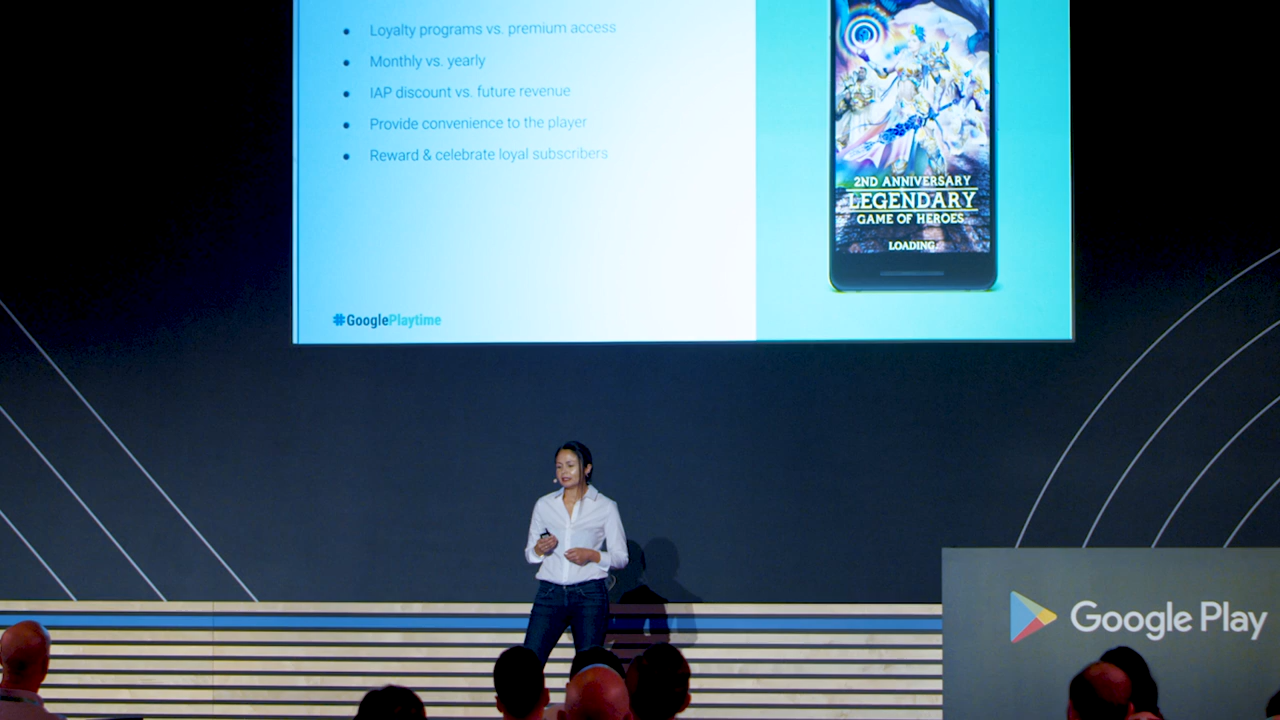 Loyalty programs vs. premium access
Monthly vs. yearly
IAP discount vs. future revenue
Provide convenience to the player
Reward & celebrate loyal subscribers
#GooglePlaytime
2ND ANNIVERSARY
LEGENDARY
GAME OF HEROES
LOADING
Google Play